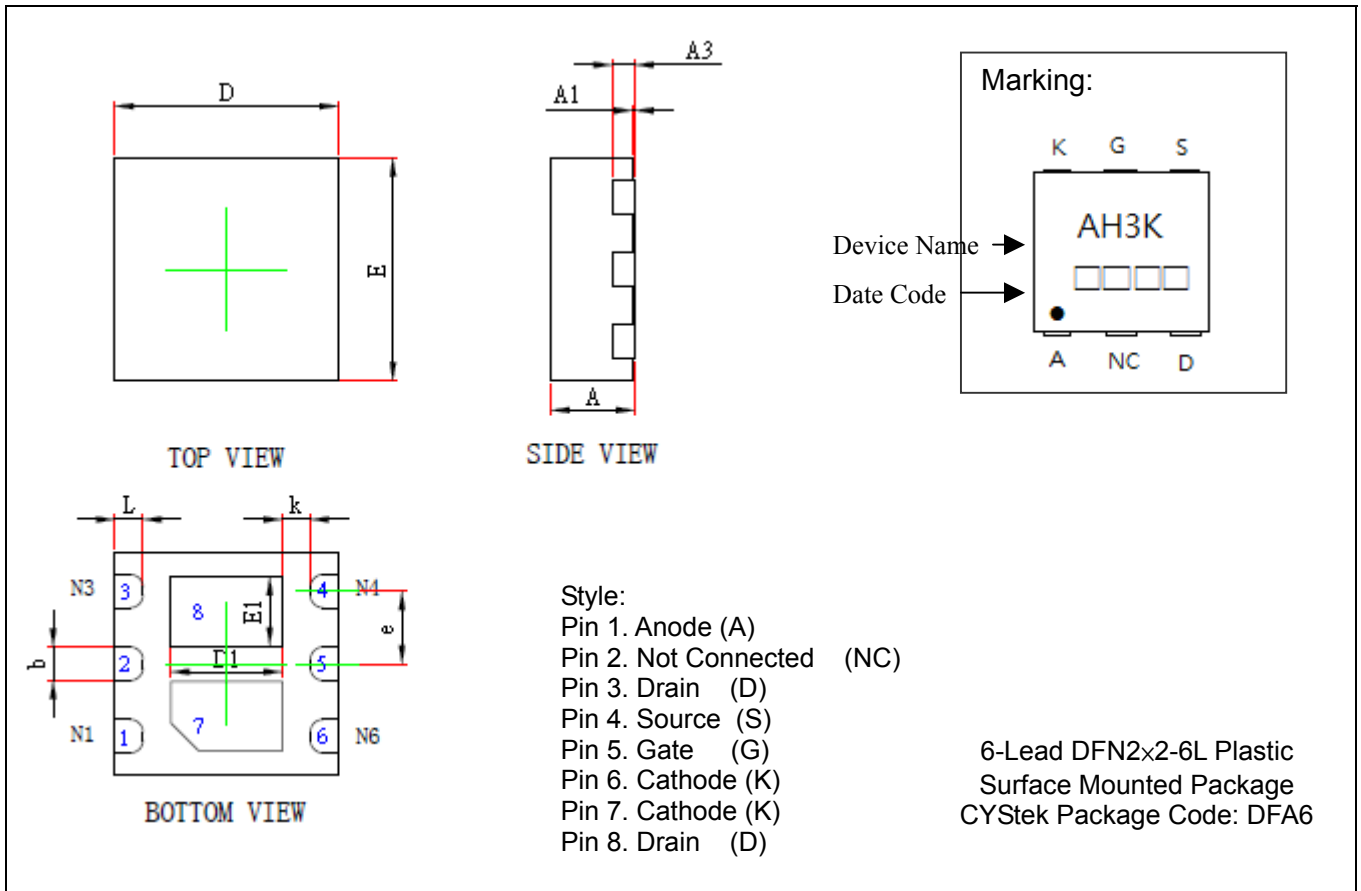 D
E
TOP VIEW
A3
A1
A
SIDE VIEW
Marking:
K G S
AH3K
Device Name
Date Code
A NC D
L k
N3 3 8 E1 4 N4
b 2 D1 5 e
N1 1 7 6 N6
BOTTOM VIEW
Style:
Pin 1. Anode (A)
Pin 2. Not Connected (NC)
Pin 3. Drain (D)
Pin 4. Source (S)
Pin 5. Gate (G)
Pin 6. Cathode (K)
Pin 7. Cathode (K)
Pin 8. Drain (D)
6-Lead DFN2×2-6L Plastic
Surface Mounted Package
CYStek Package Code: DFA6